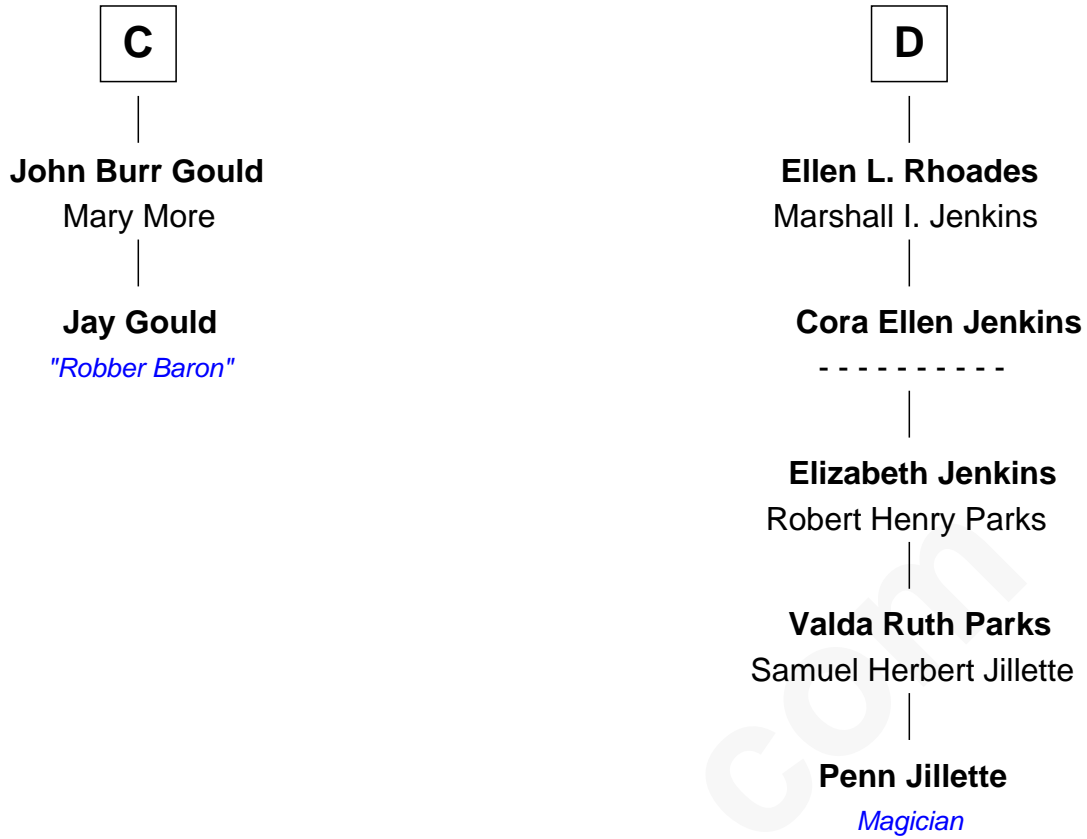 C
John Burr Gould
Mary More
Jay Gould
"Robber Baron"
D
Ellen L. Rhoades
Marshall I. Jenkins
Cora Ellen Jenkins
- - - - - - - - - -
Elizabeth Jenkins
Robert Henry Parks
Valda Ruth Parks
Samuel Herbert Jillette
Penn Jillette
Magician
com